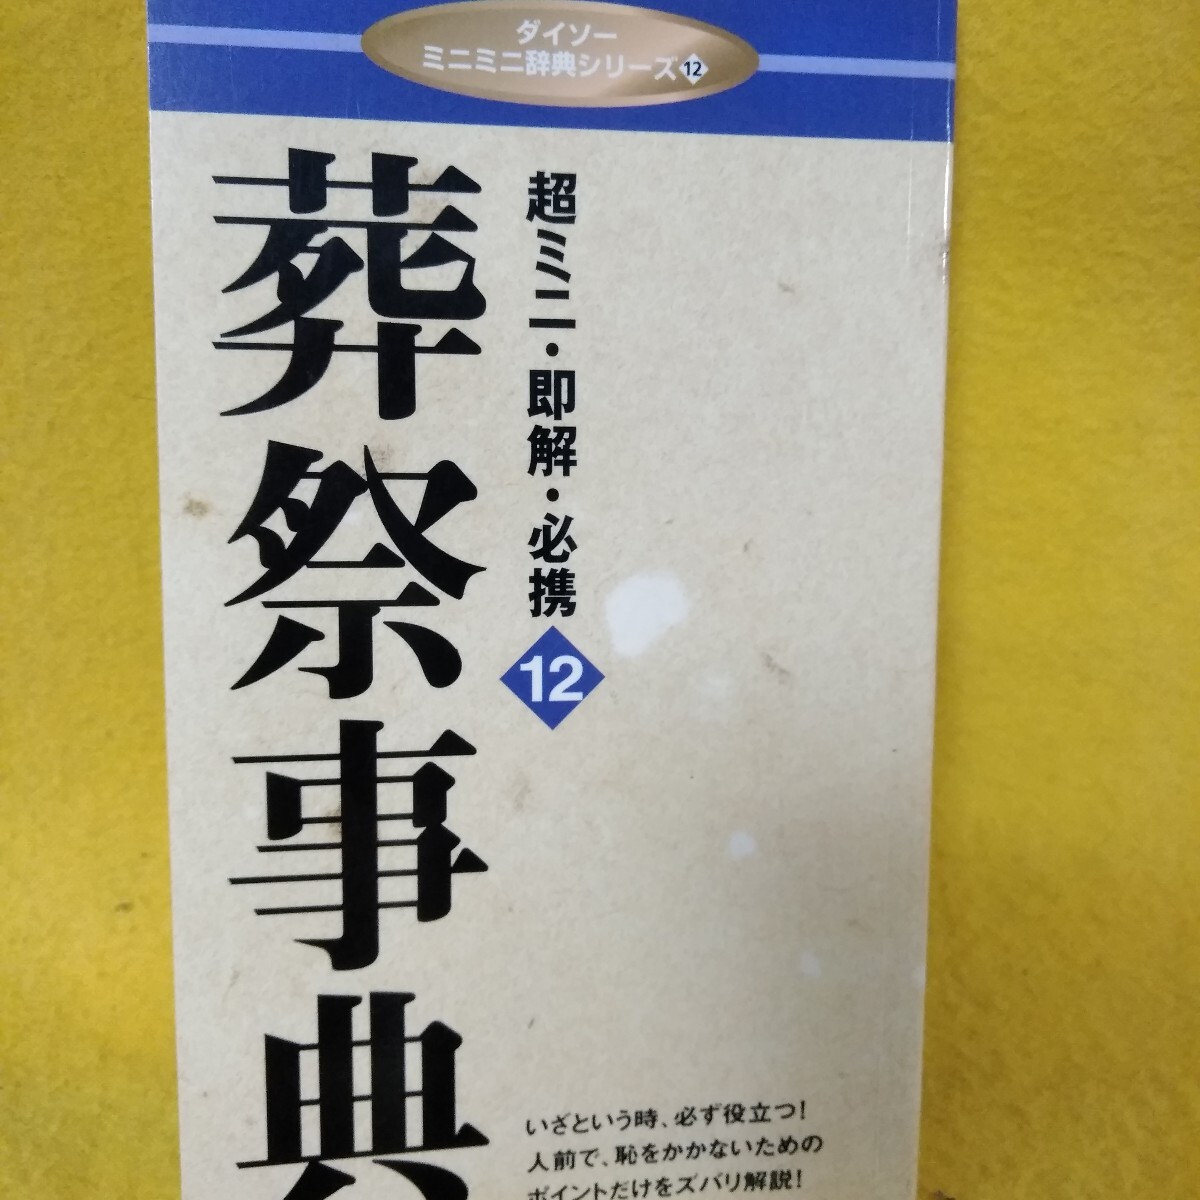 ダイソー
ミニミニ辞典シリーズ12
超ミニ・即解・必携
12
葬祭事典
いざという時、必ず役立つ!
人前で、恥をかかないための
ポイントだけをズバリ解説!